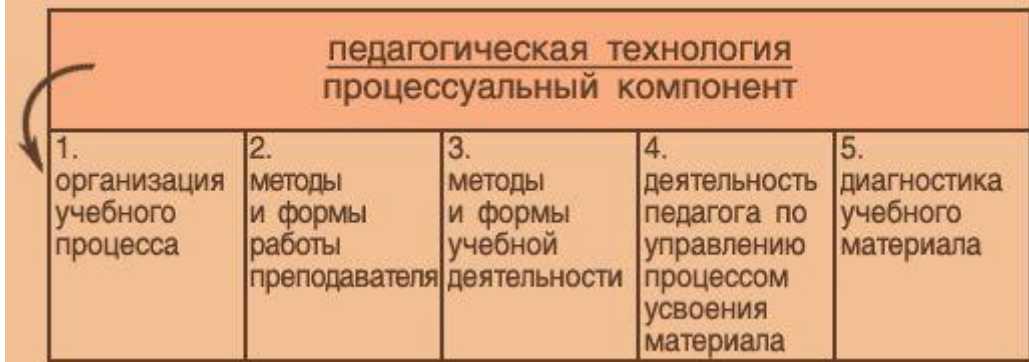 педагогическая технология
процессуальный компонент
1.
организация
учебного
процесса
2.
методы
и формы
работы
преподавателя
3.
методы
и формы
учебной
деятельности
4.
деятельность
педагога по
управлению
процессом
усвоения
материала
5.
диагностика
учебного
материала